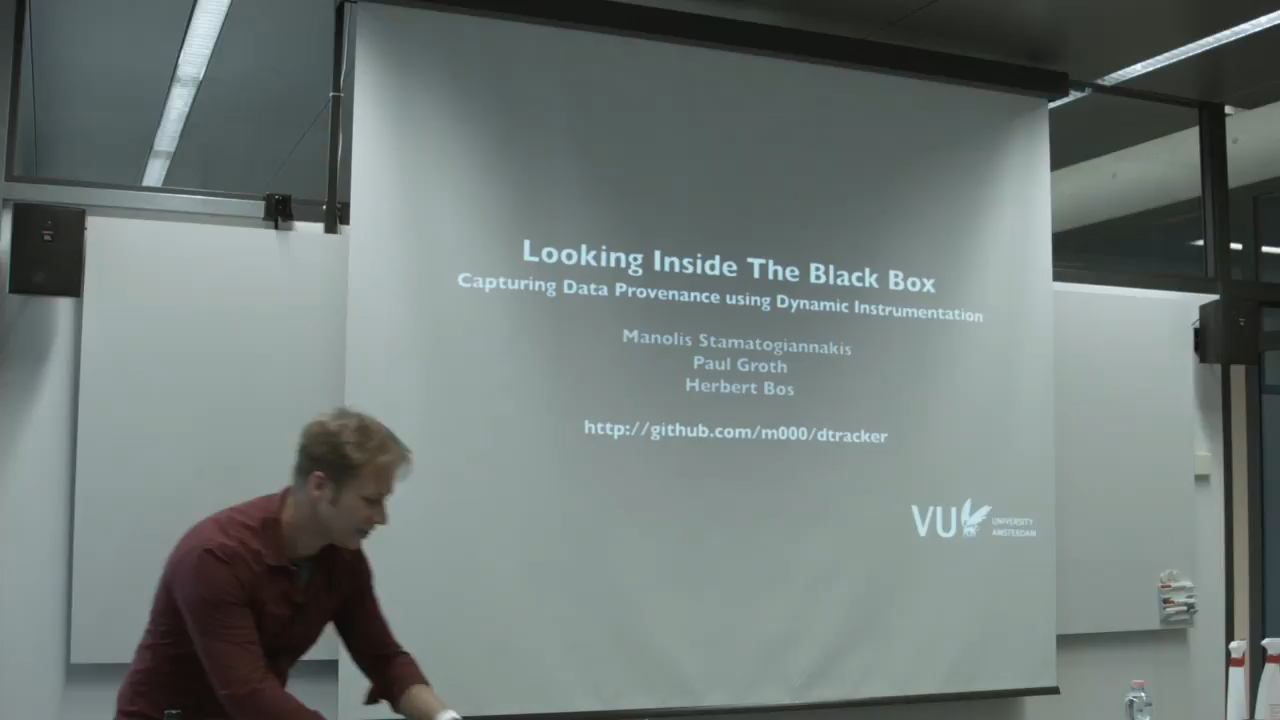 Looking Inside The Black Box
Capturing Data Provenance using Dynamic Instrumentation
Manolis Stamatogiannakis
Paul Groth
Herbert Bos
http://github.com/m000/dtracker
VU UNIVERSITY
AMSTERDAM